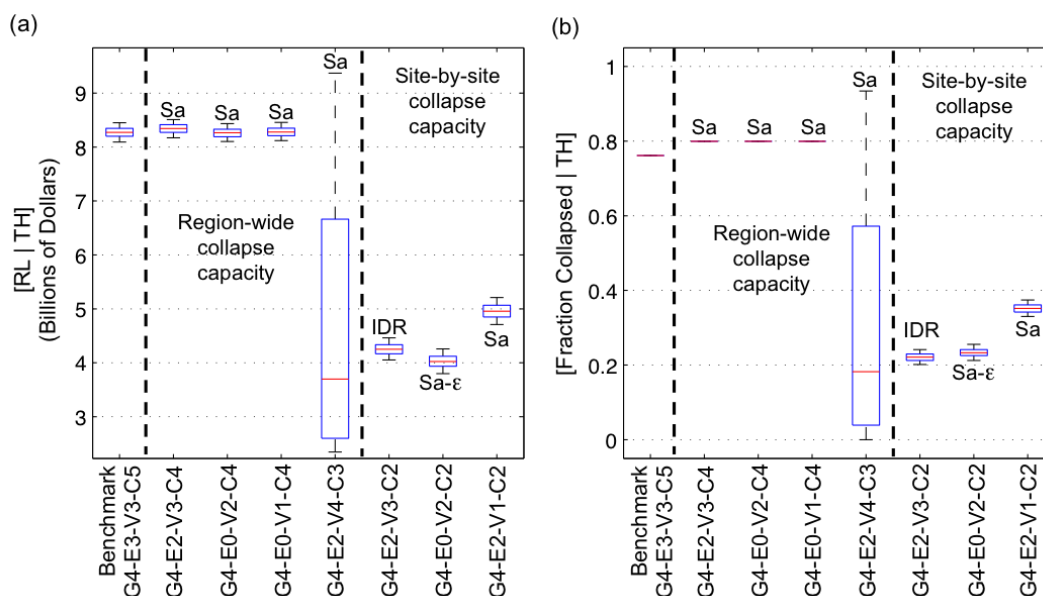 (a)
[RL | TH]
(Billions of Dollars)
9
8
7
6
5
4
3
Sa
Sa
Sa
Sa
Region-wide
collapse
capacity
Site-by-site
collapse
capacity
IDR
Sa-ε
Sa
Benchmark
G4-E3-V3-C5
G4-E2-V3-C4
G4-E0-V2-C4
G4-E0-V1-C4
G4-E2-V4-C3
G4-E2-V3-C2
G4-E0-V2-C2
G4-E2-V1-C2
(b)
[Fraction Collapsed | TH]
1
0.8
0.6
0.4
0.2
0
Sa
Sa
Sa
Sa
Region-wide
collapse
capacity
Site-by-site
collapse
capacity
IDR
Sa-ε
Sa
Benchmark
G4-E3-V3-C5
G4-E2-V3-C4
G4-E0-V2-C4
G4-E0-V1-C4
G4-E2-V4-C3
G4-E2-V3-C2
G4-E0-V2-C2
G4-E2-V1-C2